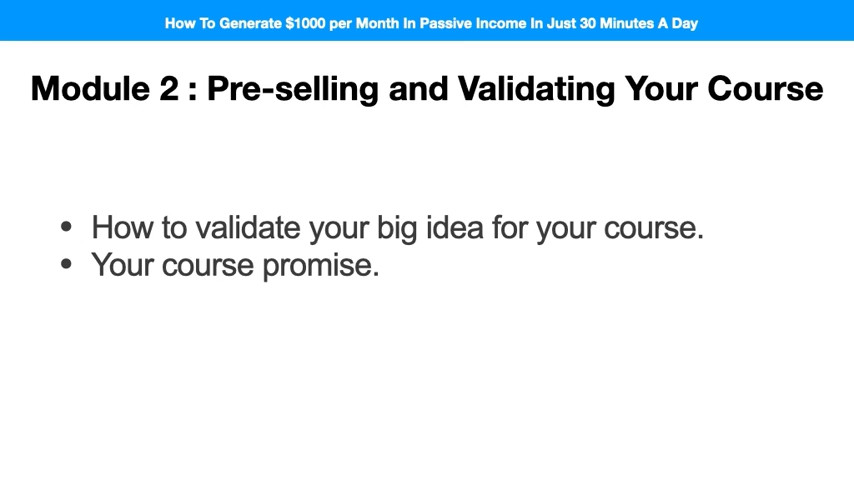 How To Generate $1000 per Month In Passive Income In Just 30 Minutes A Day
Module 2 : Pre-selling and Validating Your Course
• How to validate your big idea for your course.
• Your course promise.